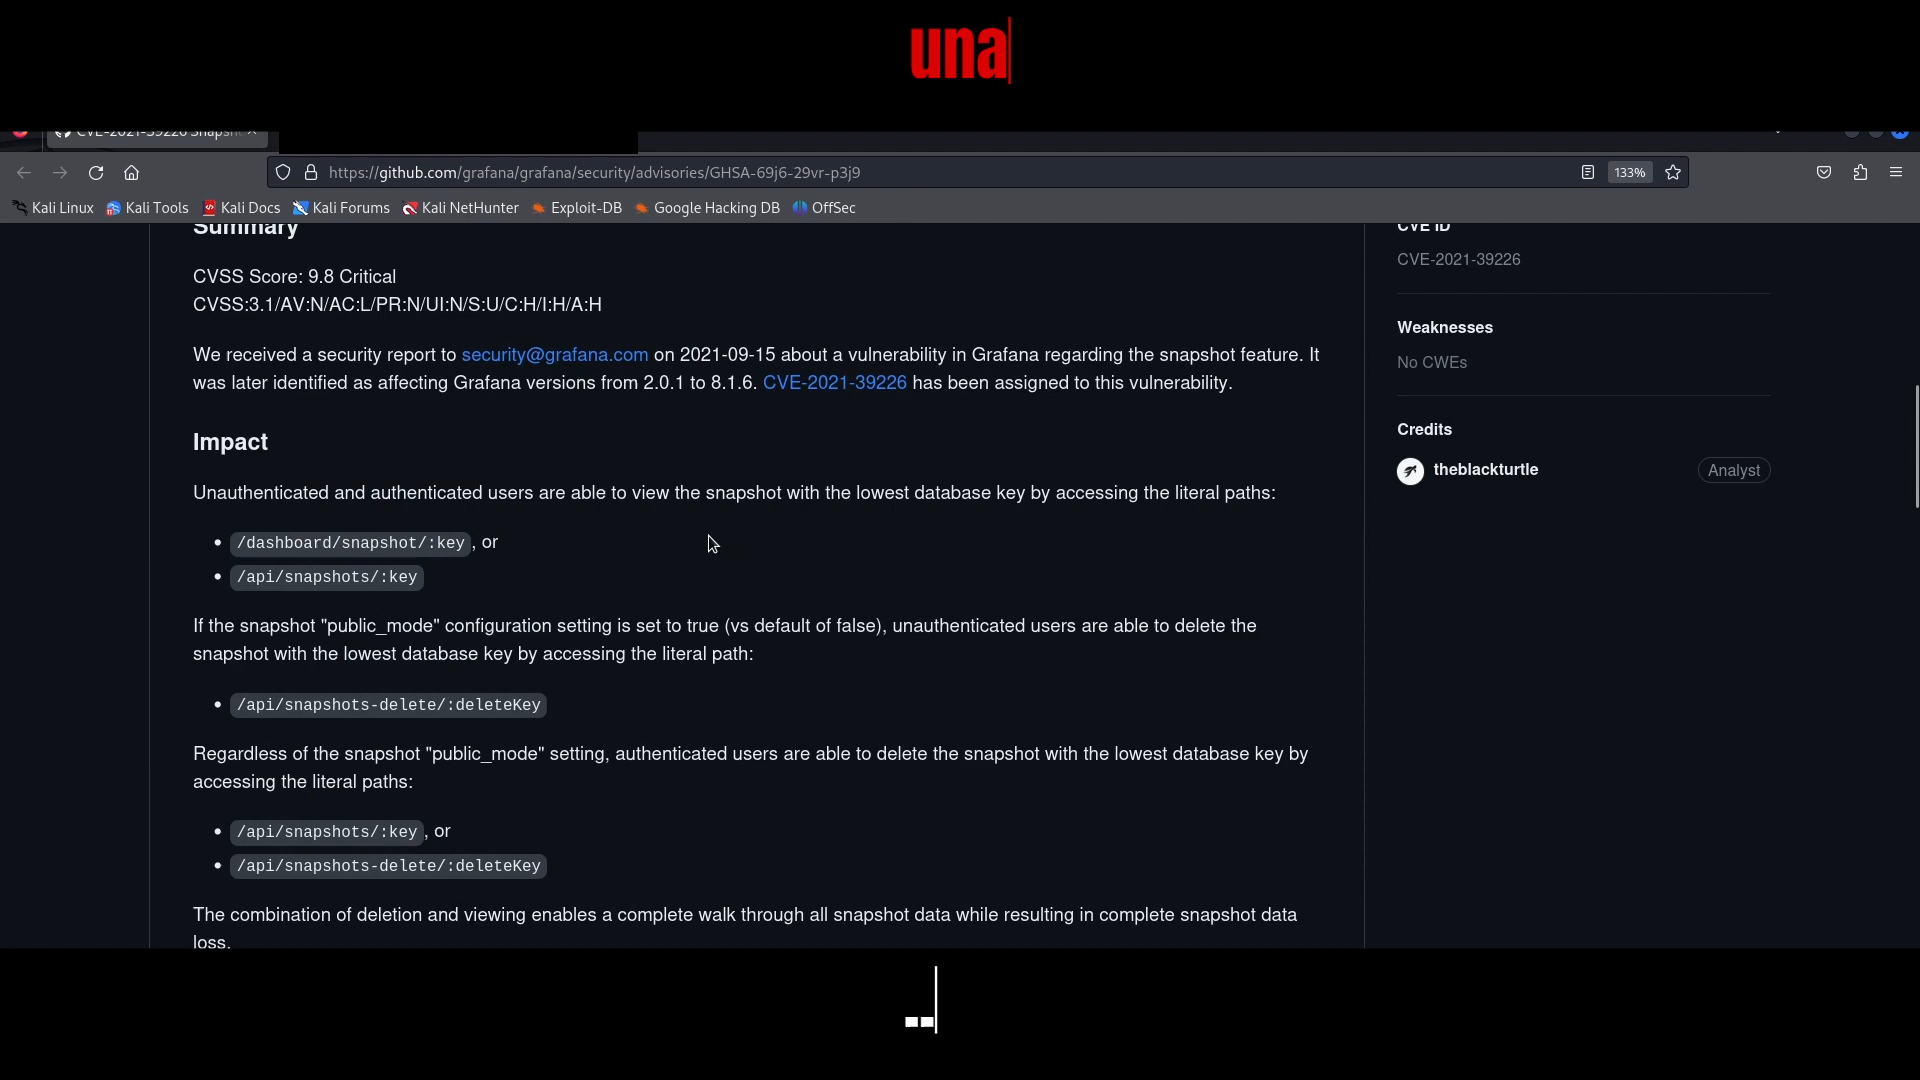 una
CVE-2021-39226 Snapsh
https://github.com/grafana/grafana/security/advisories/GHSA-69j6-29vr-p3j9
133%
Kali Linux
Kali Tools
Kali Docs
Kali Forums
Kali NetHunter
Exploit-DB
Google Hacking DB
OffSec
Summary
CVSS Score: 9.8 Critical
CVSS:3.1/AV:N/AC:L/PR:N/UI:N/S:U/C:H/I:H/A:H
We received a security report to security@grafana.com on 2021-09-15 about a vulnerability in Grafana regarding the snapshot feature. It
was later identified as affecting Grafana versions from 2.0.1 to 8.1.6. CVE-2021-39226 has been assigned to this vulnerability.
Impact
Unauthenticated and authenticated users are able to view the snapshot with the lowest database key by accessing the literal paths:
• /dashboard/snapshot/:key, or
• /api/snapshots/:key
If the snapshot "public_mode" configuration setting is set to true (vs default of false), unauthenticated users are able to delete the
snapshot with the lowest database key by accessing the literal path:
• /api/snapshots-delete/:deleteKey
Regardless of the snapshot "public_mode" setting, authenticated users are able to delete the snapshot with the lowest database key by
accessing the literal paths:
• /api/snapshots/:key, or
• /api/snapshots-delete/:deleteKey
The combination of deletion and viewing enables a complete walk through all snapshot data while resulting in complete snapshot data
loss.
CVE ID
CVE-2021-39226
Weaknesses
No CWEs
Credits
theblackturtle
Analyst
..